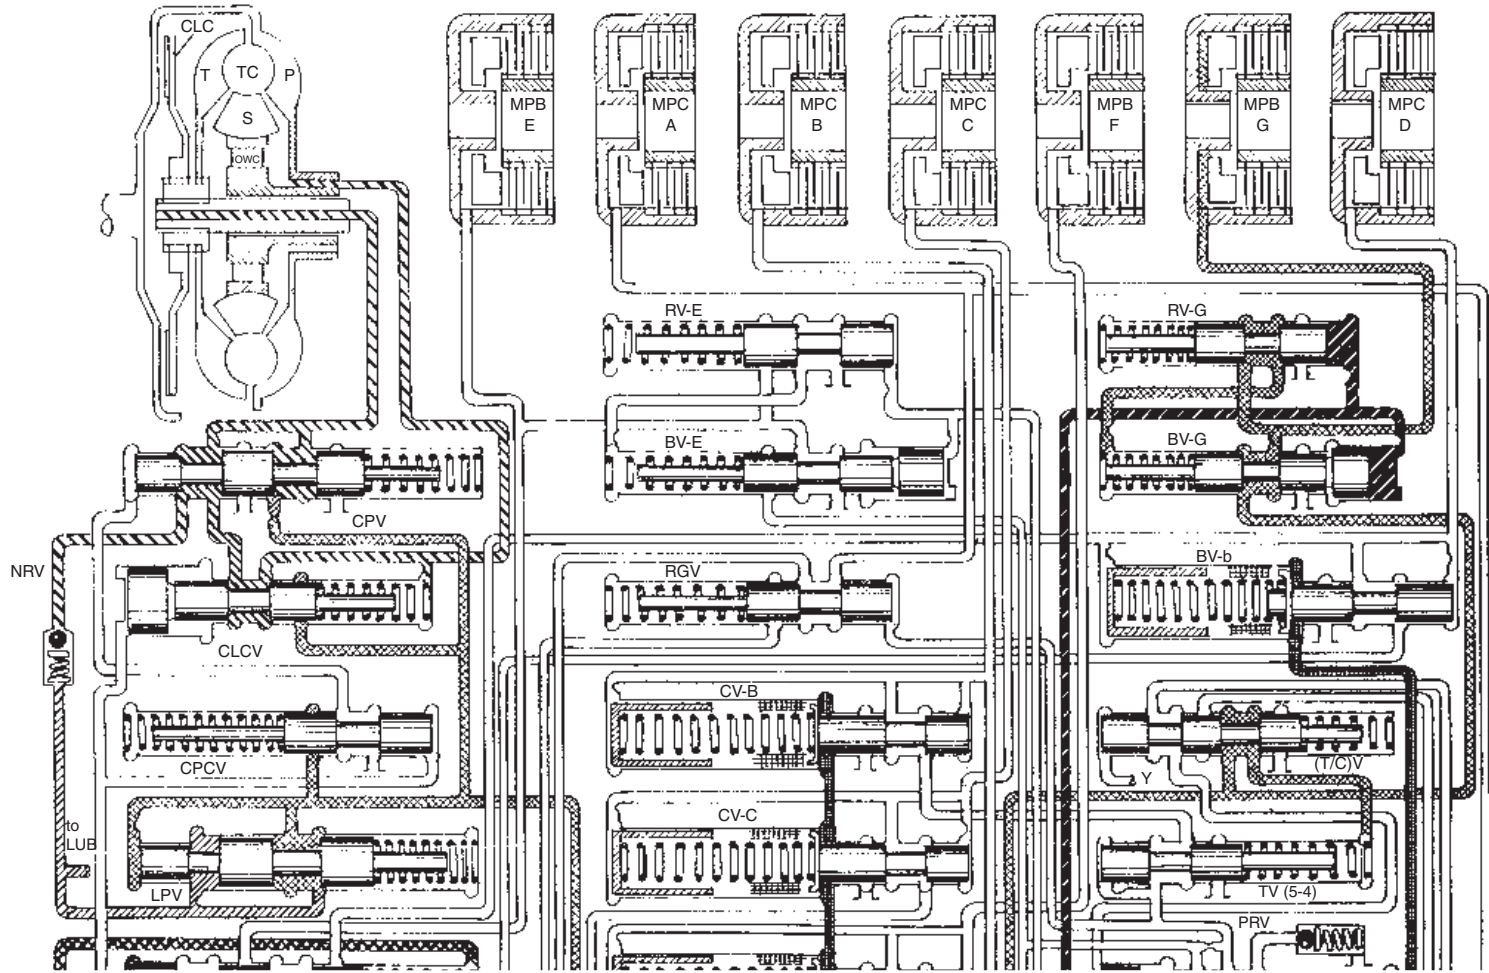 CLC
T
TC
P
S
OWC
MPB
E
MPC
A
MPC
B
MPC
C
MPB
F
MPB
G
MPC
D
RV-E
RV-G
BV-E
BV-G
CPV
NRV
RGV
BV-b
CLCV
CV-B
CPCV
(T/C)V
Y
to
LUB
CV-C
LPV
TV (5-4)
PRV